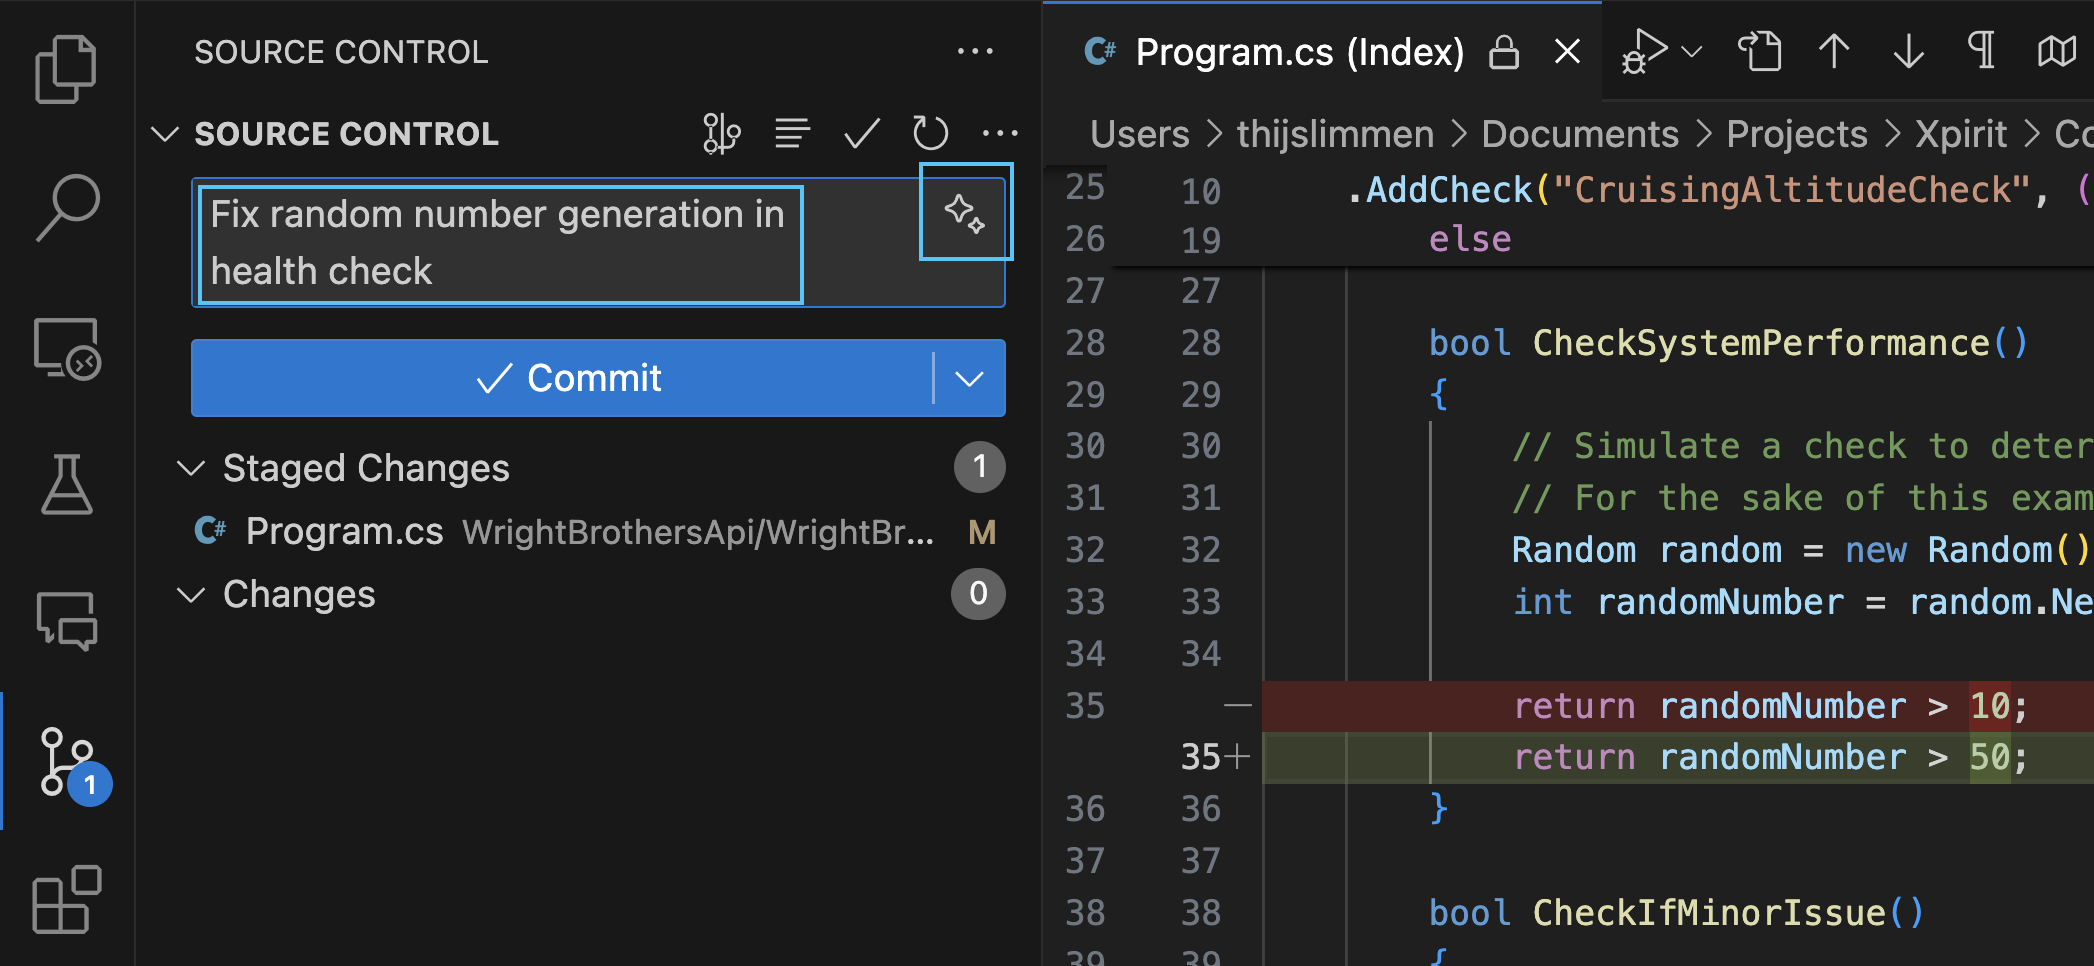 SOURCE CONTROL
SOURCE CONTROL
Fix random number generation in
health check
Commit
Staged Changes 1
C# Program.cs WrightBrothersApi/WrightBr... M
Changes 0
1
C# Program.cs (Index)
Users > thijslimmen > Documents > Projects > Xpirit > Co
25 10 .AddCheck("CruisingAltitudeCheck", (
26 19 else
27 27
28 28 bool CheckSystemPerformance()
29 29 {
30 30 // Simulate a check to deter
31 31 // For the sake of this exam
32 32 Random random = new Random()
33 33 int randomNumber = random.Ne
34 34
35 — return randomNumber > 10;
35+ return randomNumber > 50;
36 36 }
37 37
38 38 bool CheckIfMinorIssue()
39 39 {